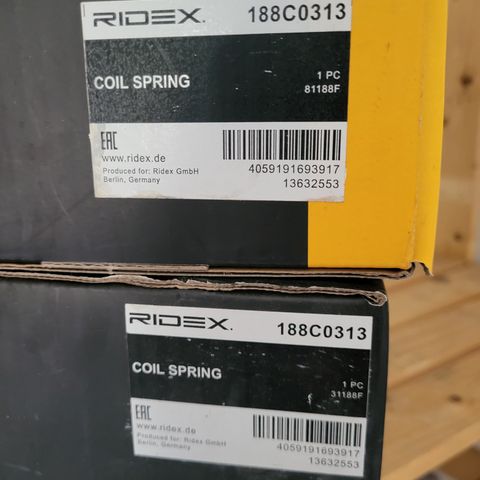 RIDEX. 188C0313
COIL SPRING
1 PC
81188F
EAC
www.ridex.de
Produced for: Ridex GmbH
Berlin, Germany
4059191693917
13632553
RIDEX. 188C0313
COIL SPRING
1 PC
31188F
EAC
www.ridex.de
Produced for: Ridex GmbH
Berlin, Germany
4059191693917
13632553